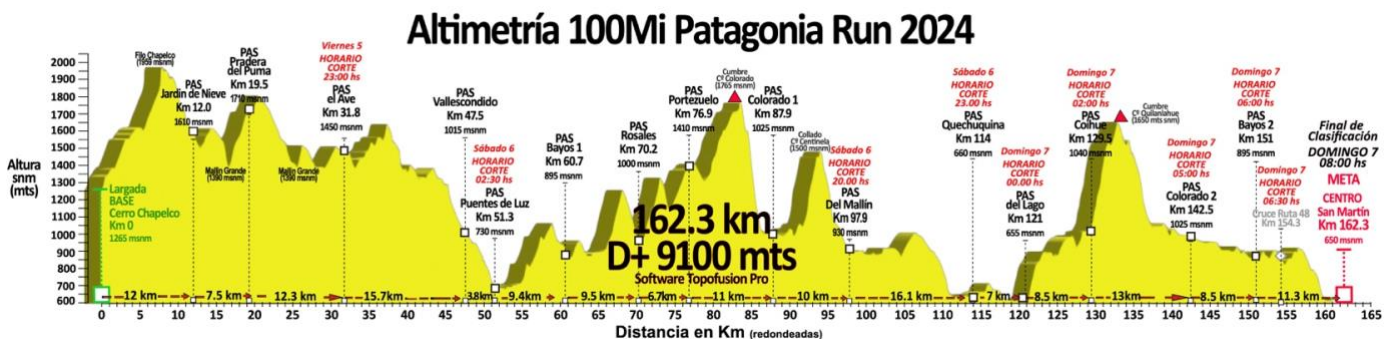 Altimetría 100Mi Patagonia Run 2024
Altura
snm
(mts)
2000
1900
1800
1700
1600
1500
1400
1300
1200
1100
1000
900
800
700
600
Largada
BASE
Cerro Chapelco
Km 0
1265 msnm
Filo Chapelco
(1959 msnm)
PAS
Jardin de Nieve
Km 12.0
1610 msnm
PAS
Pradera
del Puma
Km 19.5
1710 msnm
Mallin Grande
(1390 msnm)
Mallin Grande
(1390 msnm)
Viernes 5
HORARIO
CORTE
23:00 hs
PAS
el Ave
Km 31.8
1450 msnm
PAS
Vallescondido
Km 47.5
1015 msnm
Sábado 6
HORARIO
CORTE
02:30 hs
PAS
Puentes de Luz
Km 51.3
730 msnm
PAS
Bayos 1
Km 60.7
895 msnm
PAS
Rosales
Km 70.2
1000 msnm
PAS
Portezuelo
Km 76.9
1410 msnm
Cumbre
Cº Colorado
(1765 msnm)
PAS
Colorado 1
Km 87.9
1025 msnm
Collado
Cº Centinela
(1500 msnm)
Sábado 6
HORARIO
CORTE
20.00 hs
PAS
Del Mallín
Km 97.9
930 msnm
Sábado 6
HORARIO
CORTE
23.00 hs
PAS
Quechuquina
Km 114
660 msnm
Domingo 7
HORARIO
CORTE
00.00 hs
PAS
del Lago
Km 121
655 msnm
Domingo 7
HORARIO
CORTE
02:00 hs
PAS
Coihue
Km 129.5
1040 msnm
Cumbre
Cº Quilanlahue
(1650 mts snm)
Domingo 7
HORARIO
CORTE
05:00 hs
PAS
Colorado 2
Km 142.5
1025 msnm
Domingo 7
HORARIO
CORTE
06:00 hs
PAS
Bayos 2
Km 151
895 msnm
Domingo 7
HORARIO
CORTE
06:30 hs
Cruce Ruta 48
Km 154.3
Final de
Clasificación
DOMINGO 7
08:00 hs
META
CENTRO
San Martín
Km 162.3
650 msnm
162.3 km
D+ 9100 mts
Software Topofusion Pro
12 km 7.5 km 12.3 km 15.7km 3.8km 9.4km 9.5 km 6.7km 11 km 10 km 16.1 km 7 km 8.5 km 13km 8.5 km 11.3 km
0 5 10 15 20 25 30 35 40 45 50 55 60 65 70 75 80 85 90 95 100 105 110 115 120 125 130 135 140 145 150 155 160 165
Distancia en Km (redondeadas)